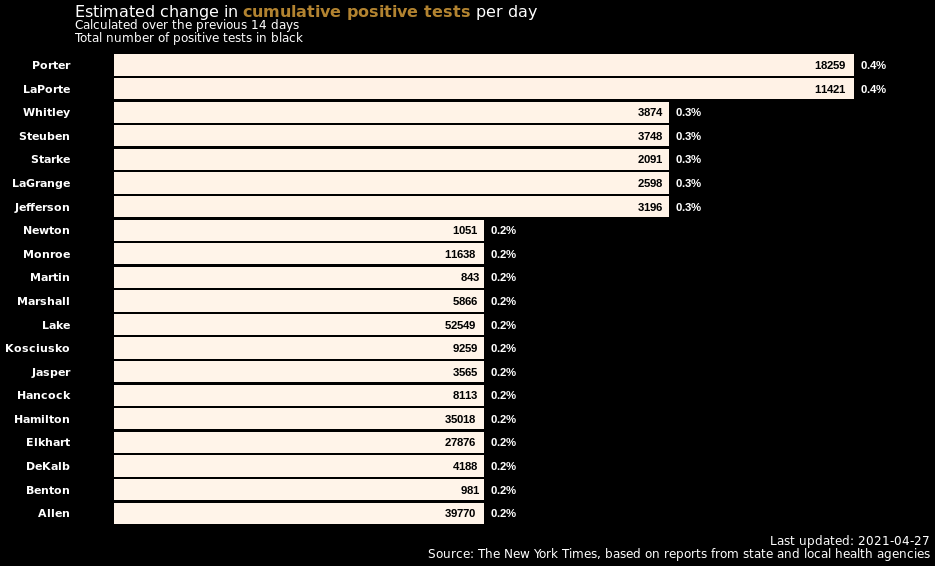 Estimated change in cumulative positive tests per day
Calculated over the previous 14 days
Total number of positive tests in black
Porter 18259 0.4%
LaPorte 11421 0.4%
Whitley 3874 0.3%
Steuben 3748 0.3%
Starke 2091 0.3%
LaGrange 2598 0.3%
Jefferson 3196 0.3%
Newton 1051 0.2%
Monroe 11638 0.2%
Martin 843 0.2%
Marshall 5866 0.2%
Lake 52549 0.2%
Kosciusko 9259 0.2%
Jasper 3565 0.2%
Hancock 8113 0.2%
Hamilton 35018 0.2%
Elkhart 27876 0.2%
DeKalb 4188 0.2%
Benton 981 0.2%
Allen 39770 0.2%
Last updated: 2021-04-27
Source: The New York Times, based on reports from state and local health agencies